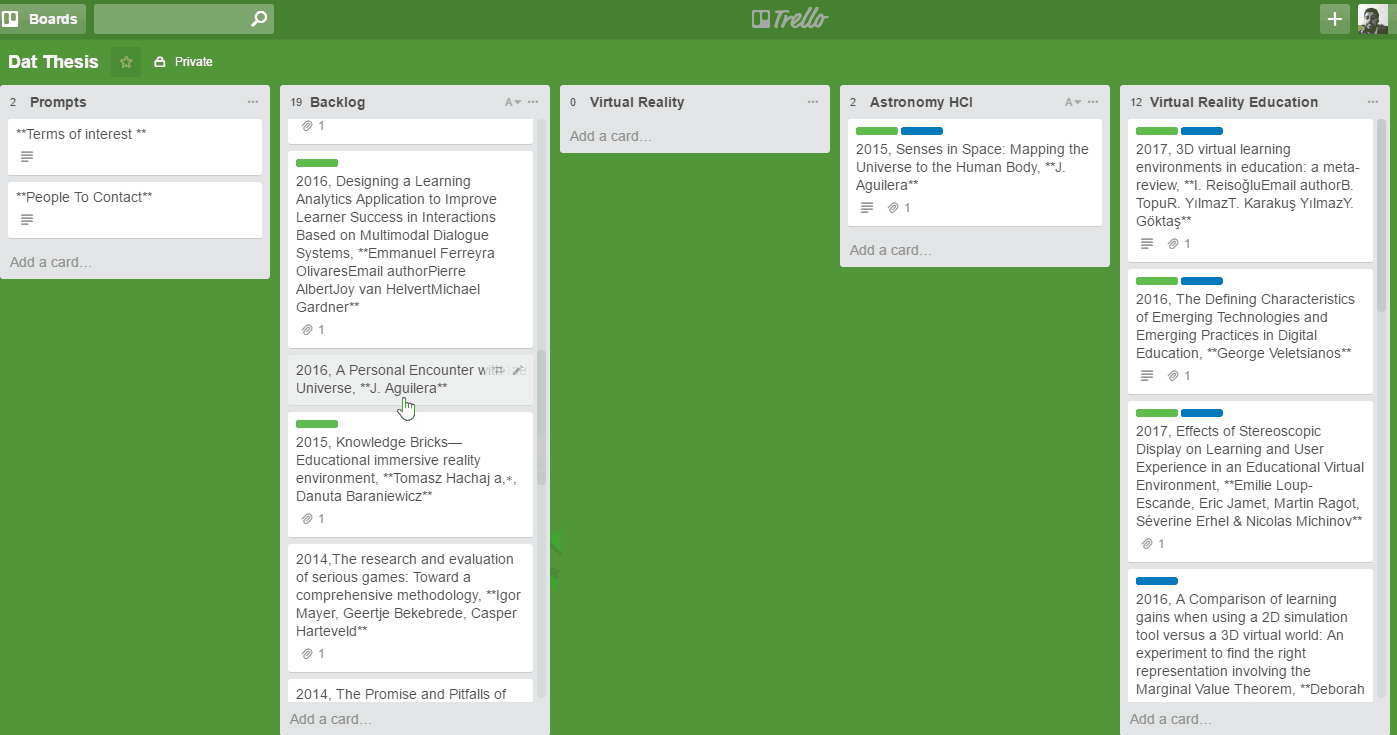 Boards
Trello
Dat Thesis
Private
2 Prompts
**Terms of interest **
**People To Contact**
Add a card…
19 Backlog
A
1
2016, Designing a Learning
Analytics Application to Improve
Learner Success in Interactions
Based on Multimodal Dialogue
Systems, **Emmanuel Ferreyra
OlivaresEmail authorPierre
AlbertJoy van HelvertMichael
Gardner**
1
2016, A Personal Encounter with the
Universe, **J. Aguilera**
2015, Knowledge Bricks—
Educational immersive reality
environment, **Tomasz Hachaj a,∗,
Danuta Baraniewicz**
1
2014,The research and evaluation
of serious games: Toward a
comprehensive methodology, **Igor
Mayer, Geertje Bekebrede, Casper
Harteveld**
1
2014, The Promise and Pitfalls of
Add a card…
0 Virtual Reality
Add a card…
2 Astronomy HCI
A
2015, Senses in Space: Mapping the
Universe to the Human Body, **J.
Aguilera**
1
Add a card…
12 Virtual Reality Education
2017, 3D virtual learning
environments in education: a meta-
review, **I. ReisoğluEmail authorB.
TopuR. YılmazT. Karakuş YılmazY.
Göktaş**
1
2016, The Defining Characteristics
of Emerging Technologies and
Emerging Practices in Digital
Education, **George Veletsianos**
1
2017, Effects of Stereoscopic
Display on Learning and User
Experience in an Educational Virtual
Environment, **Emilie Loup-
Escande, Eric Jamet, Martin Ragot,
Séverine Erhel & Nicolas Michinov**
1
2016, A Comparison of learning
gains when using a 2D simulation
tool versus a 3D virtual world: An
experiment to find the right
representation involving the
Marginal Value Theorem, **Deborah
Add a card…